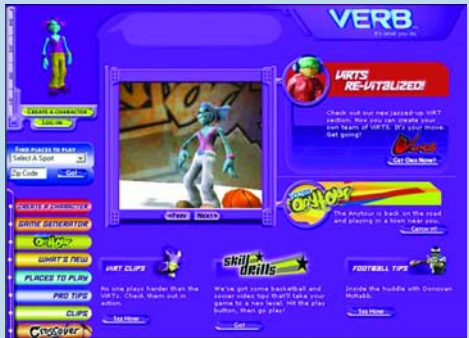 VERB
It's what you do.
CREATE A CHARACTER
LOG-IN
FIND PLACES TO PLAY
Select A Sport
Zip Code
Go!
CREATE A CHARACTER
GAME GENERATOR
AnyTour
WHAT'S NEW
PLACES TO PLAY
PRO TIPS
CLIPS
Crossover
«PREV
NEXT»
VIRTS
RE-VITALIZED!
Check out our new jazzed-up VIRT
section. Now you can create your
own team of VIRTS. It's your move.
Get going!
GET ONE NOW!
AnyTour
The Anytour is back on the road
and playing in a town near you.
CATCH IT!
VIRT CLIPS
No one plays harder than the
VIRTs. Check them out in
action.
SEE HOW
skill
drills
We've got some basketball and
soccer video tips that'll take your
game to a new level. Hit the play
button, then go play!
GO!
FOOTBALL TIPS
Inside the huddle with Donovan
McNabb.
SEE HOW